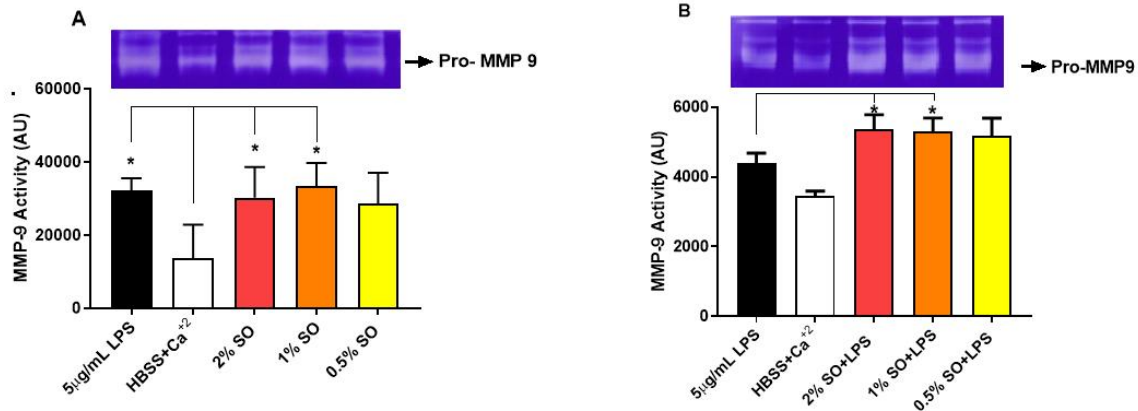 A
Pro- MMP 9
60000
40000
20000
0
MMP-9 Activity (AU)
* * *
5µg/mL LPS
HBSS+Ca+2
2% SO
1% SO
0.5% SO
B
Pro-MMP9
6000
4000
2000
0
MMP-9 Activity (AU)
* *
5µg/mL LPS
HBSS+Ca+2
2% SO+LPS
1% SO+LPS
0.5% SO+LPS